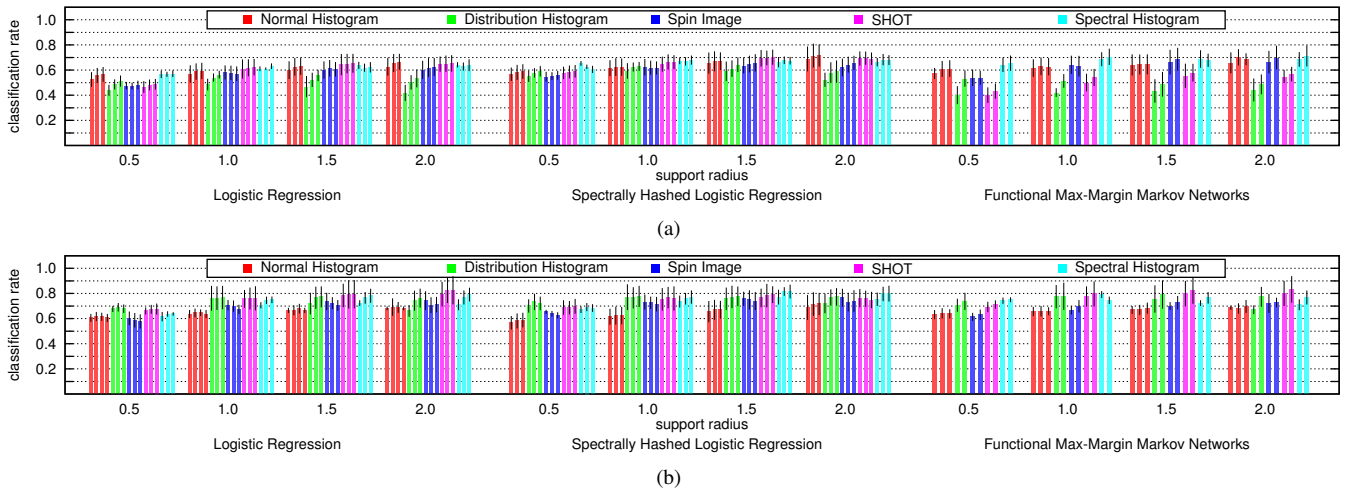 Normal Histogram Distribution Histogram Spin Image SHOT Spectral Histogram
1.0
0.8
0.6
0.4
0.2
classification rate
0.5 1.0 1.5 2.0 0.5 1.0 1.5 2.0 0.5 1.0 1.5 2.0
support radius
Logistic Regression Spectrally Hashed Logistic Regression Functional Max-Margin Markov Networks
(a)
Normal Histogram Distribution Histogram Spin Image SHOT Spectral Histogram
1.0
0.8
0.6
0.4
0.2
classification rate
0.5 1.0 1.5 2.0 0.5 1.0 1.5 2.0 0.5 1.0 1.5 2.0
support radius
Logistic Regression Spectrally Hashed Logistic Regression Functional Max-Margin Markov Networks
(b)